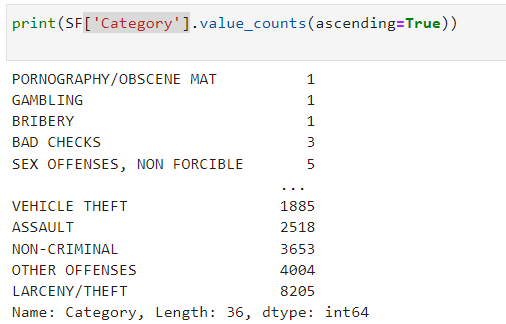 print(SF['Category'].value_counts(ascending=True))
PORNOGRAPHY/OBSCENE MAT 1
GAMBLING 1
BRIBERY 1
BAD CHECKS 3
SEX OFFENSES, NON FORCIBLE 5
...
VEHICLE THEFT 1885
ASSAULT 2518
NON-CRIMINAL 3653
OTHER OFFENSES 4004
LARCENY/THEFT 8205
Name: Category, Length: 36, dtype: int64